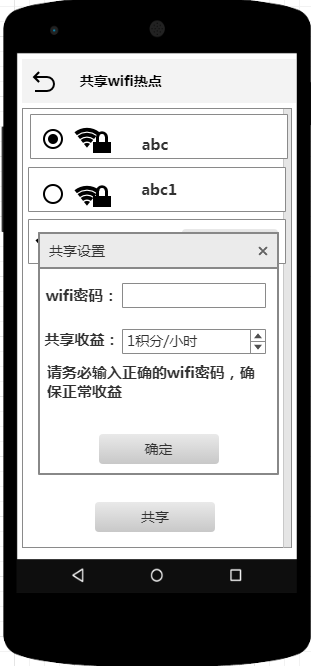 共享wifi热点
abc
abc1
共享设置
wifi密码：
共享收益：
1积分/小时
请务必输入正确的wifi密码，确
保正常收益
确定
共享